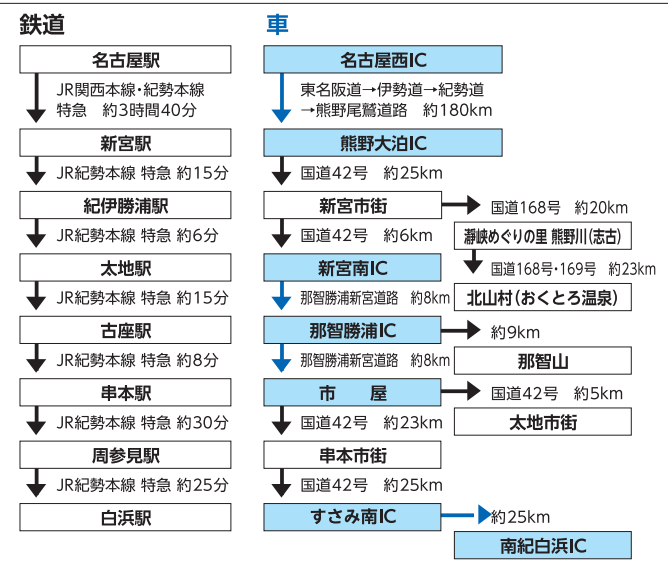 鉄道
名古屋駅
JR関西本線・紀勢本線
特急　約3時間40分
新宮駅
JR紀勢本線 特急 約15分
紀伊勝浦駅
JR紀勢本線 特急 約6分
太地駅
JR紀勢本線 特急 約15分
古座駅
JR紀勢本線 特急 約8分
串本駅
JR紀勢本線 特急 約30分
周参見駅
JR紀勢本線 特急 約25分
白浜駅
車
名古屋西IC
東名阪道→伊勢道→紀勢道
→熊野尾鷲道路　約180km
熊野大泊IC
国道42号　約25km
新宮市街
国道168号　約20km
瀞峡めぐりの里 熊野川(志古)
国道168号・169号　約23km
北山村(おくとろ温泉)
国道42号　約6km
新宮南IC
那智勝浦新宮道路　約8km
那智勝浦IC
約9km
那智山
那智勝浦新宮道路　約8km
市　屋
国道42号　約5km
太地市街
国道42号　約23km
串本市街
国道42号　約25km
すさみ南IC
約25km
南紀白浜IC